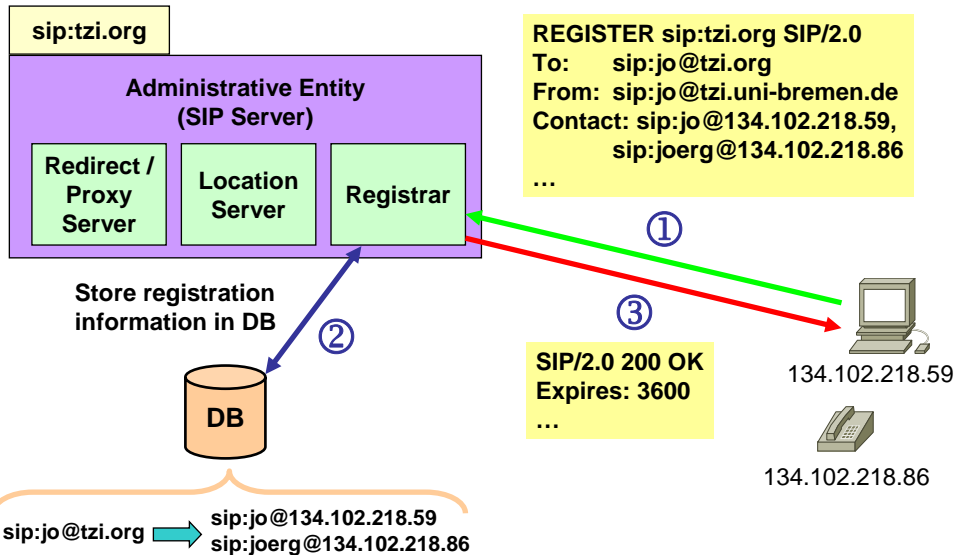 sip:tzi.org
Administrative Entity
(SIP Server)
Redirect /
Proxy
Server
Location
Server
Registrar
REGISTER sip:tzi.org SIP/2.0
To: sip:jo@tzi.org
From: sip:jo@tzi.uni-bremen.de
Contact: sip:jo@134.102.218.59,
sip:joerg@134.102.218.86
…
①
Store registration
information in DB
②
③
SIP/2.0 200 OK
Expires: 3600
…
134.102.218.59
DB
134.102.218.86
sip:jo@tzi.org
sip:jo@134.102.218.59
sip:joerg@134.102.218.86